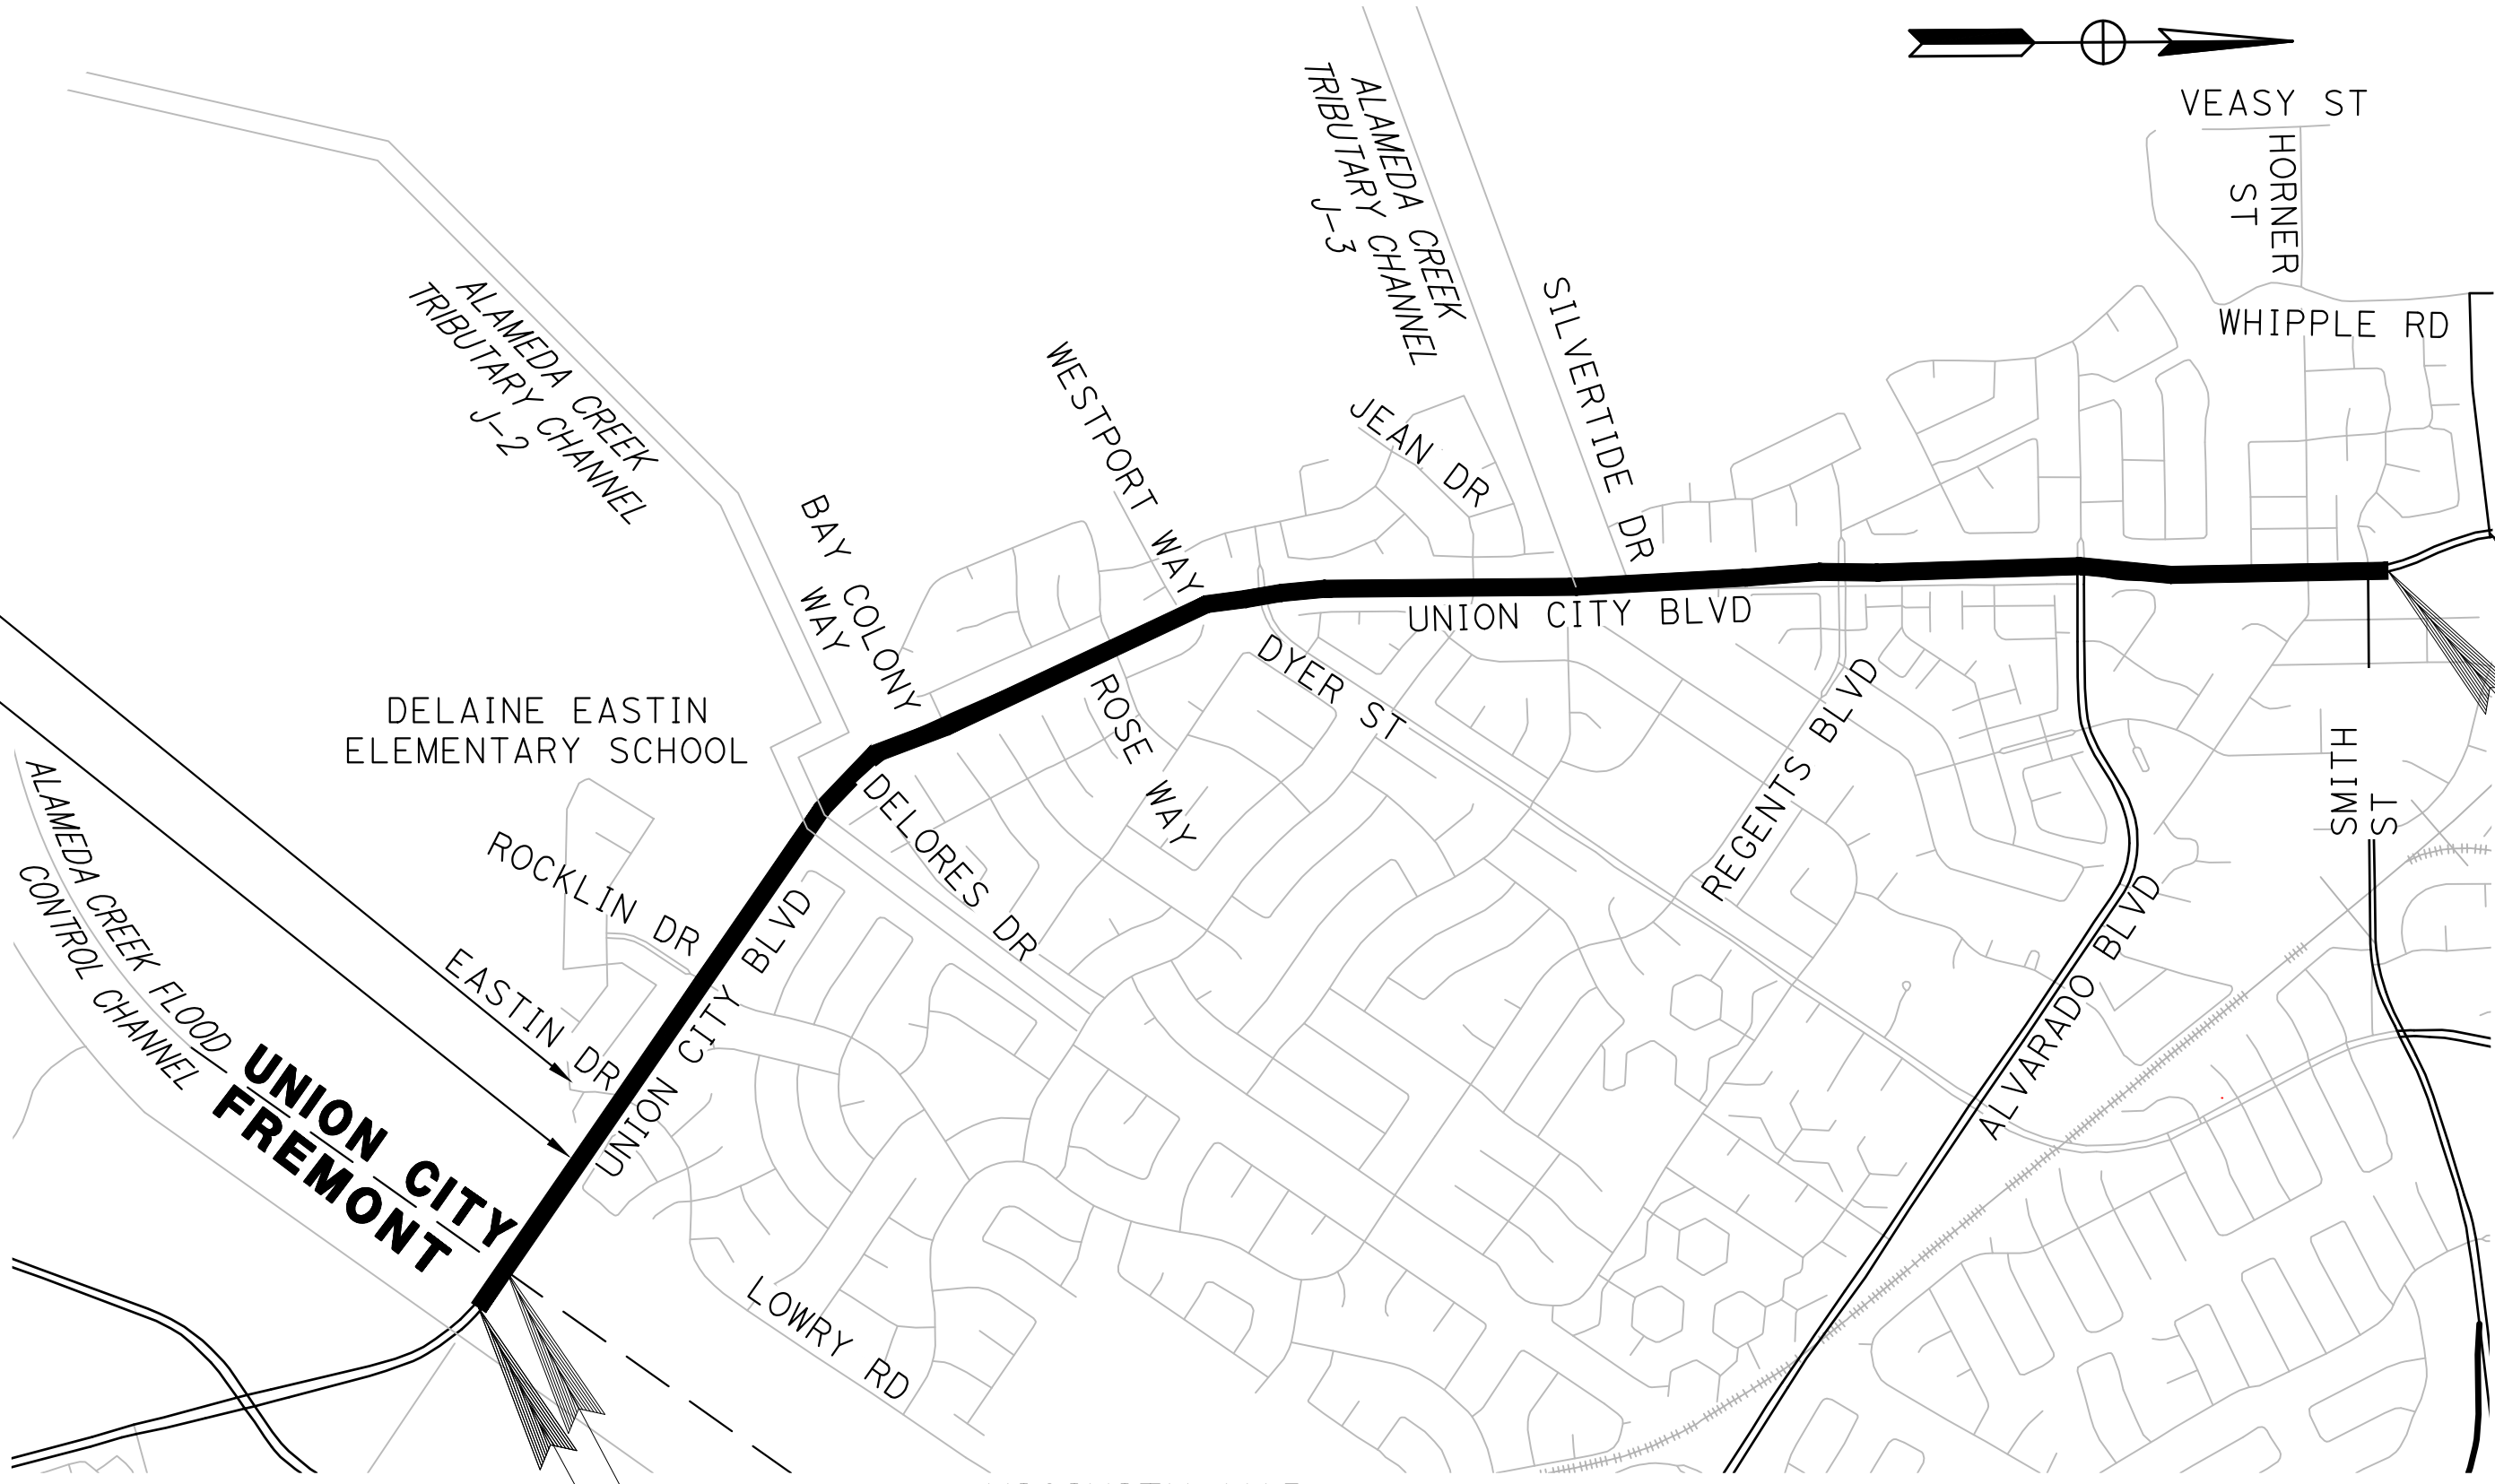 VEASY ST
HORNER
ST
WHIPPLE RD
ALAMEDA CREEK
TRIBUTARY CHANNEL
J-3
SILVERTIDE DR
JEAN DR
WESTPORT WAY
ALAMEDA CREEK
TRIBUTARY CHANNEL
J-2
BAY COLONY
WAY
UNION CITY BLVD
DYER ST
ROSE WAY
REGENTS BLVD
DELAINE EASTIN
ELEMENTARY SCHOOL
SMITH
ST
DELORES DR
ROCKLIN DR
EASTIN DR
UNION CITY BLVD
ALVARADO BLVD
ALAMEDA CREEK FLOOD
CONTROL CHANNEL
UNION CITY
FREMONT
LOWRY RD